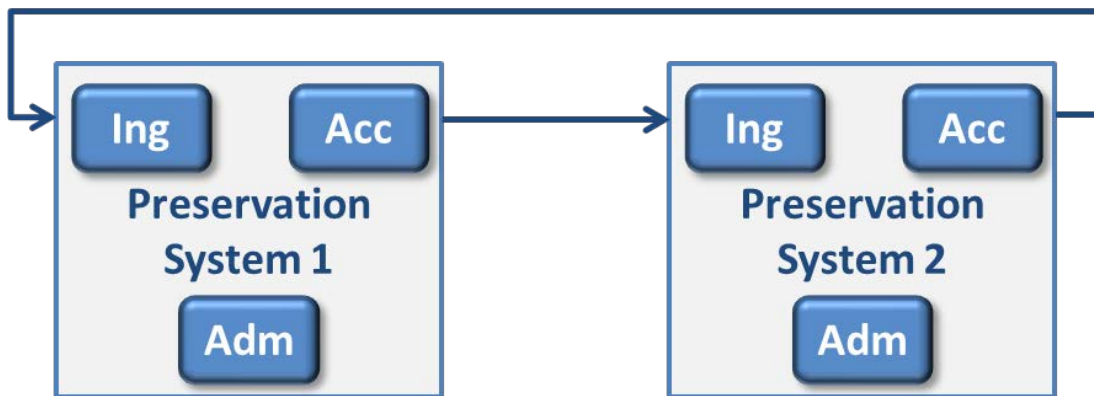 Ing
Acc
Preservation
System 1
Adm
Ing
Acc
Preservation
System 2
Adm